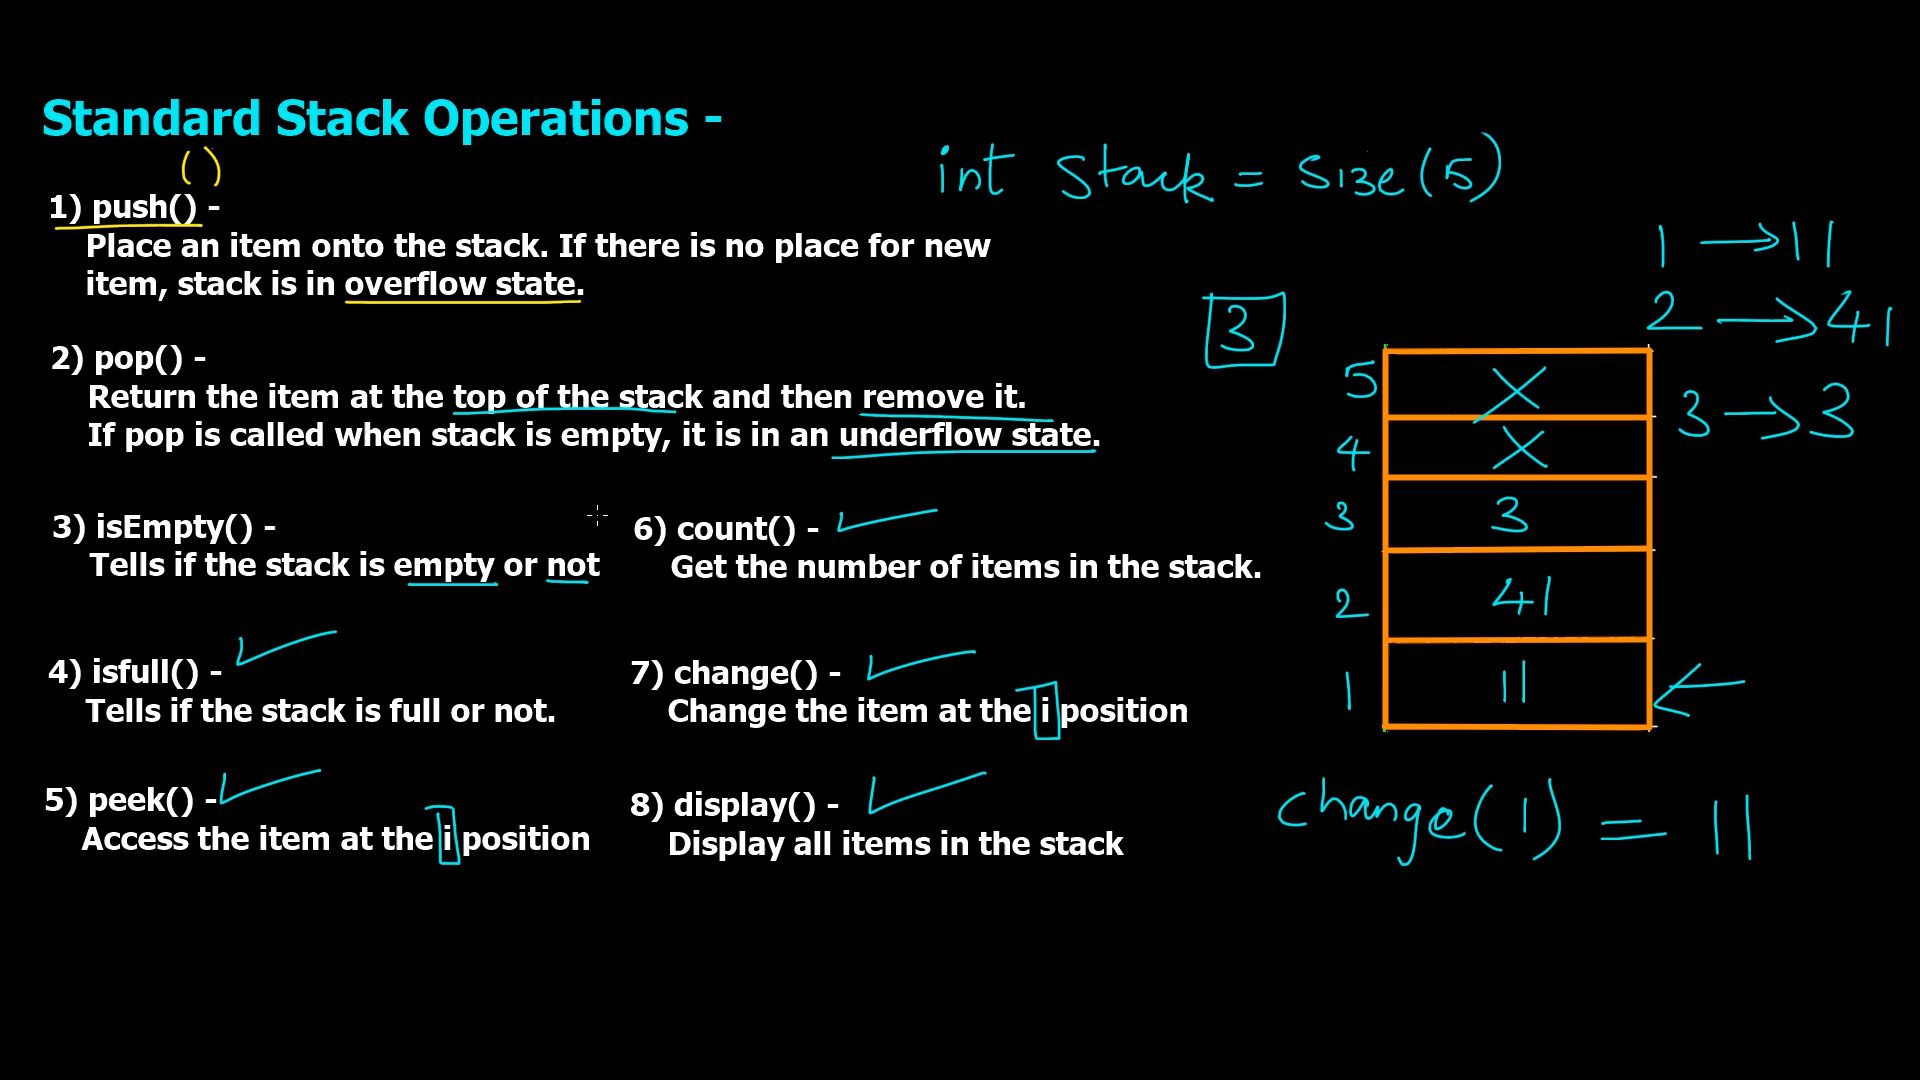 Standard Stack Operations -
()
1) push() -
Place an item onto the stack. If there is no place for new
item, stack is in overflow state.
2) pop() -
Return the item at the top of the stack and then remove it.
If pop is called when stack is empty, it is in an underflow state.
3) isEmpty() -
Tells if the stack is empty or not
4) isfull() -
Tells if the stack is full or not.
5) peek() -
Access the item at the i position
6) count() -
Get the number of items in the stack.
7) change() -
Change the item at the i position
8) display() -
Display all items in the stack
int Stack = Size(5)
3
1 → 11
2 → 41
3 → 3
5 X
4 X
3 3
2 41
1 11
change(1) = 11